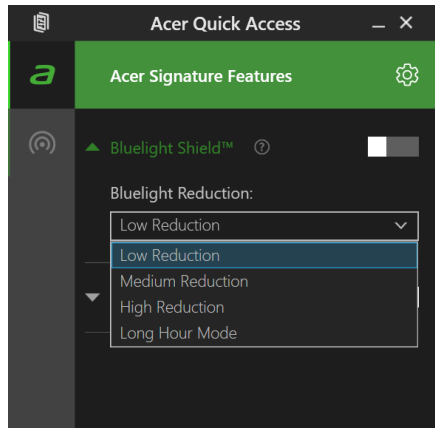 Acer Quick Access
a
Acer Signature Features
Bluelight Shield™ ?
Bluelight Reduction:
Low Reduction
Low Reduction
Medium Reduction
High Reduction
Long Hour Mode